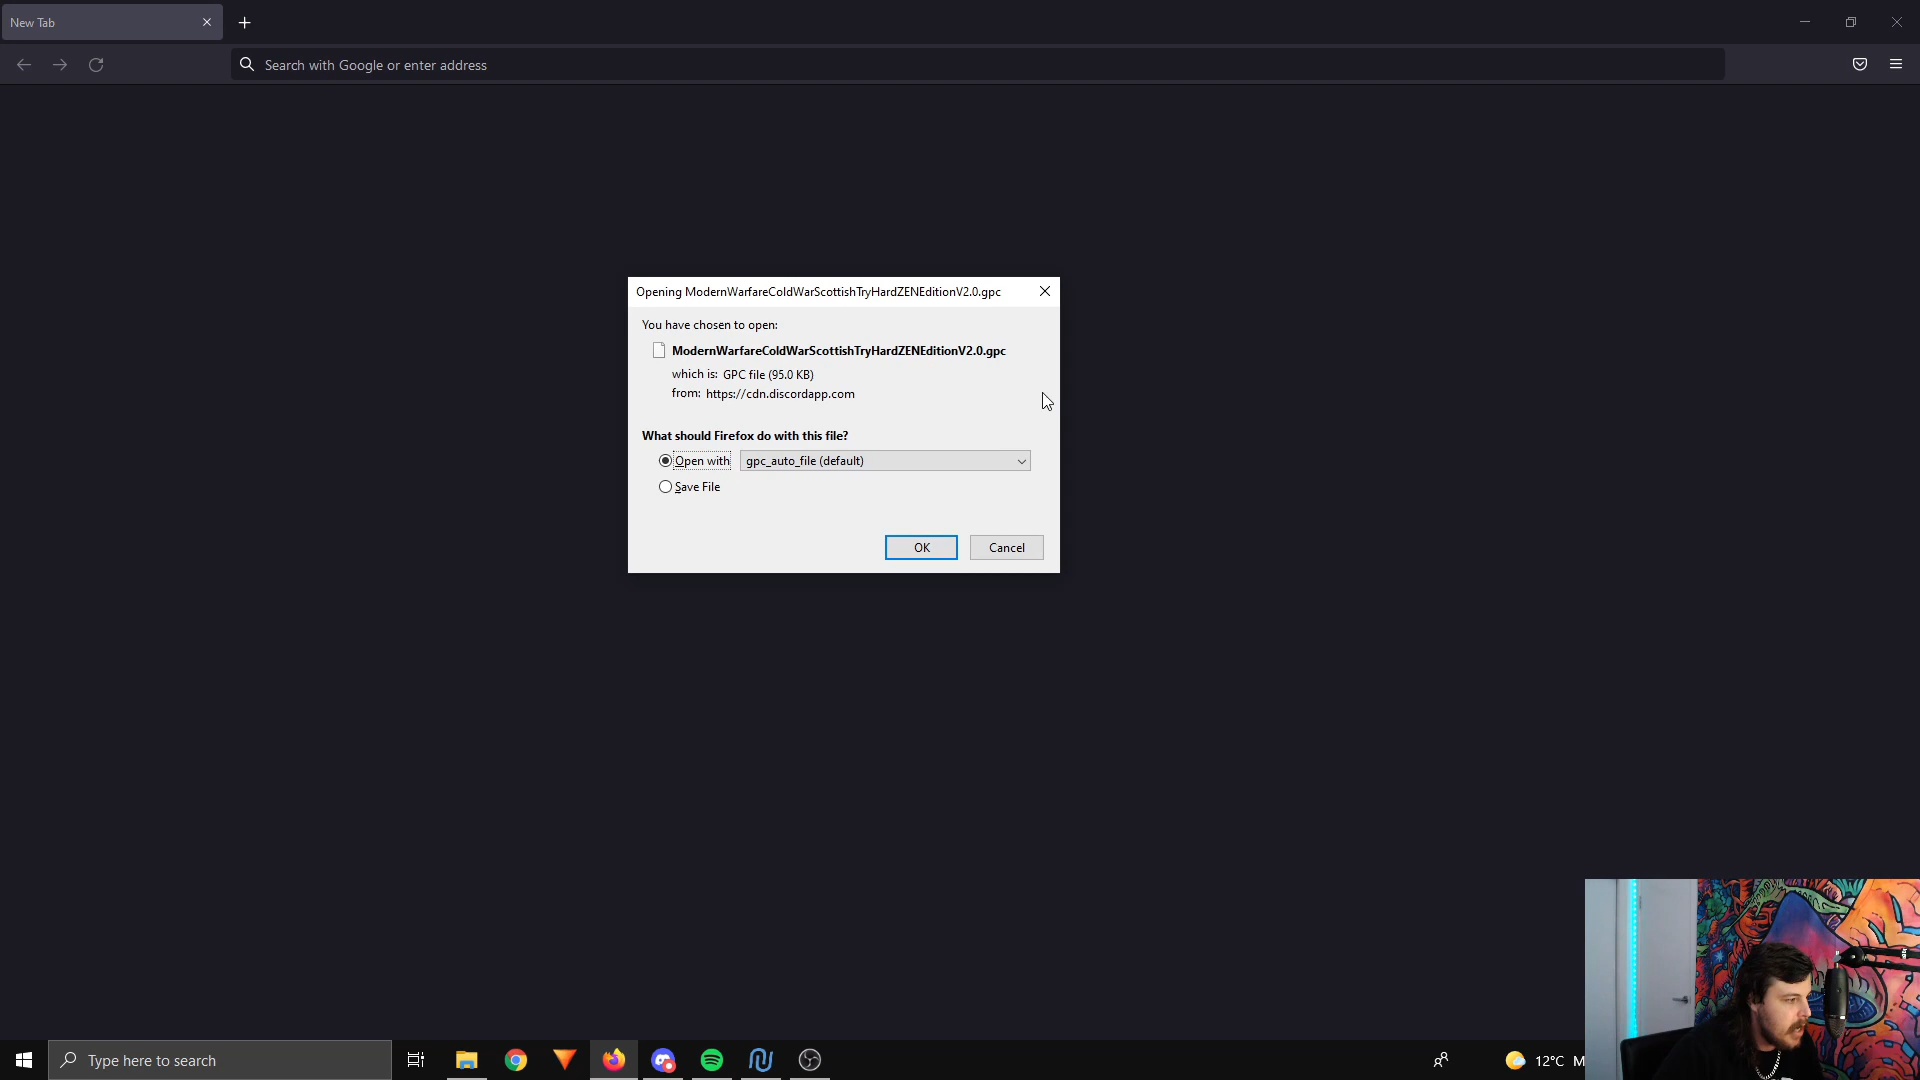 New Tab
Search with Google or enter address
Opening ModernWarfareColdWarScottishTryHardZENEditionV2.0.gpc
You have chosen to open:
ModernWarfareColdWarScottishTryHardZENEditionV2.0.gpc
which is: GPC file (95.0 KB)
from: https://cdn.discordapp.com
What should Firefox do with this file?
Open with gpc_auto_file (default)
Save File
OK Cancel
Type here to search
12°C M